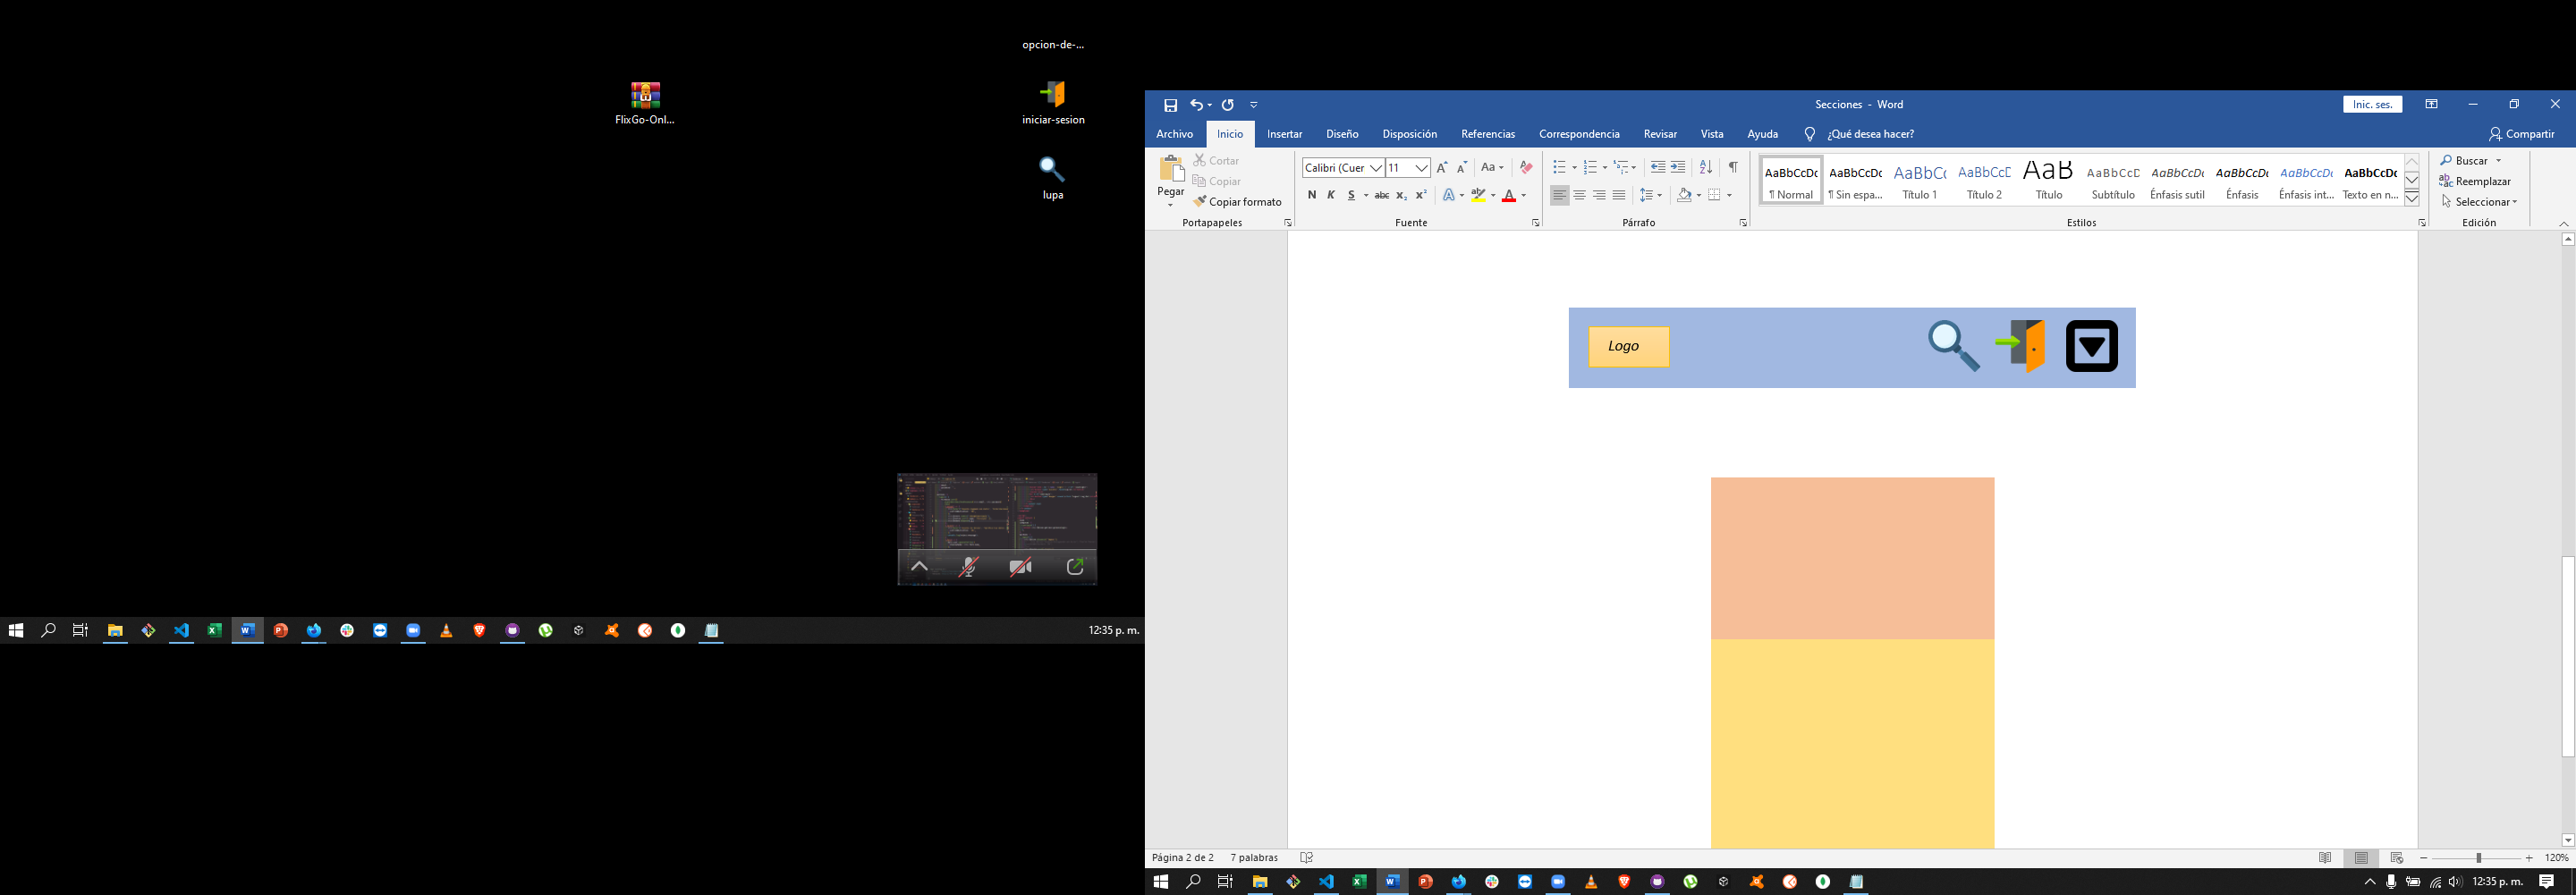 opcion-de-...
FlixGo-Onl...
iniciar-sesion
lupa
12:35 p. m.
Secciones - Word
Inic. ses.
Archivo Inicio Insertar Diseño Disposición Referencias Correspondencia Revisar Vista Ayuda ¿Qué desea hacer? Compartir
Pegar
Cortar
Copiar
Copiar formato
Portapapeles
Calibri (Cuer 11
Aa
N K S abc x₂ x²
Fuente
Párrafo
AaBbCcDc AaBbCcDc AaBbCc AaBbCcD AaB AaBbCcD AaBbCcDc AaBbCcDc AaBbCcDc AaBbCcDc
¶ Normal ¶ Sin espa... Título 1 Título 2 Título Subtítulo Énfasis sutil Énfasis Énfasis int... Texto en n...
Estilos
Buscar
Reemplazar
Seleccionar
Edición
Logo
Página 2 de 2 7 palabras
120%
12:35 p. m.